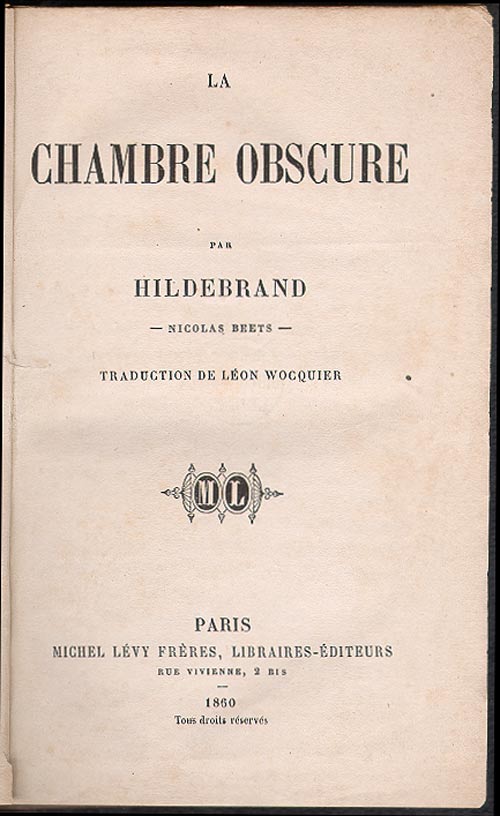 LA
CHAMBRE OBSCURE
PAR
HILDEBRAND
— NICOLAS BEETS —
TRADUCTION DE LÉON WOCQUIER
M L
PARIS
MICHEL LÉVY FRÈRES, LIBRAIRES-ÉDITEURS
RUE VIVIENNE, 2 BIS
—
1860
Tous droits réservés